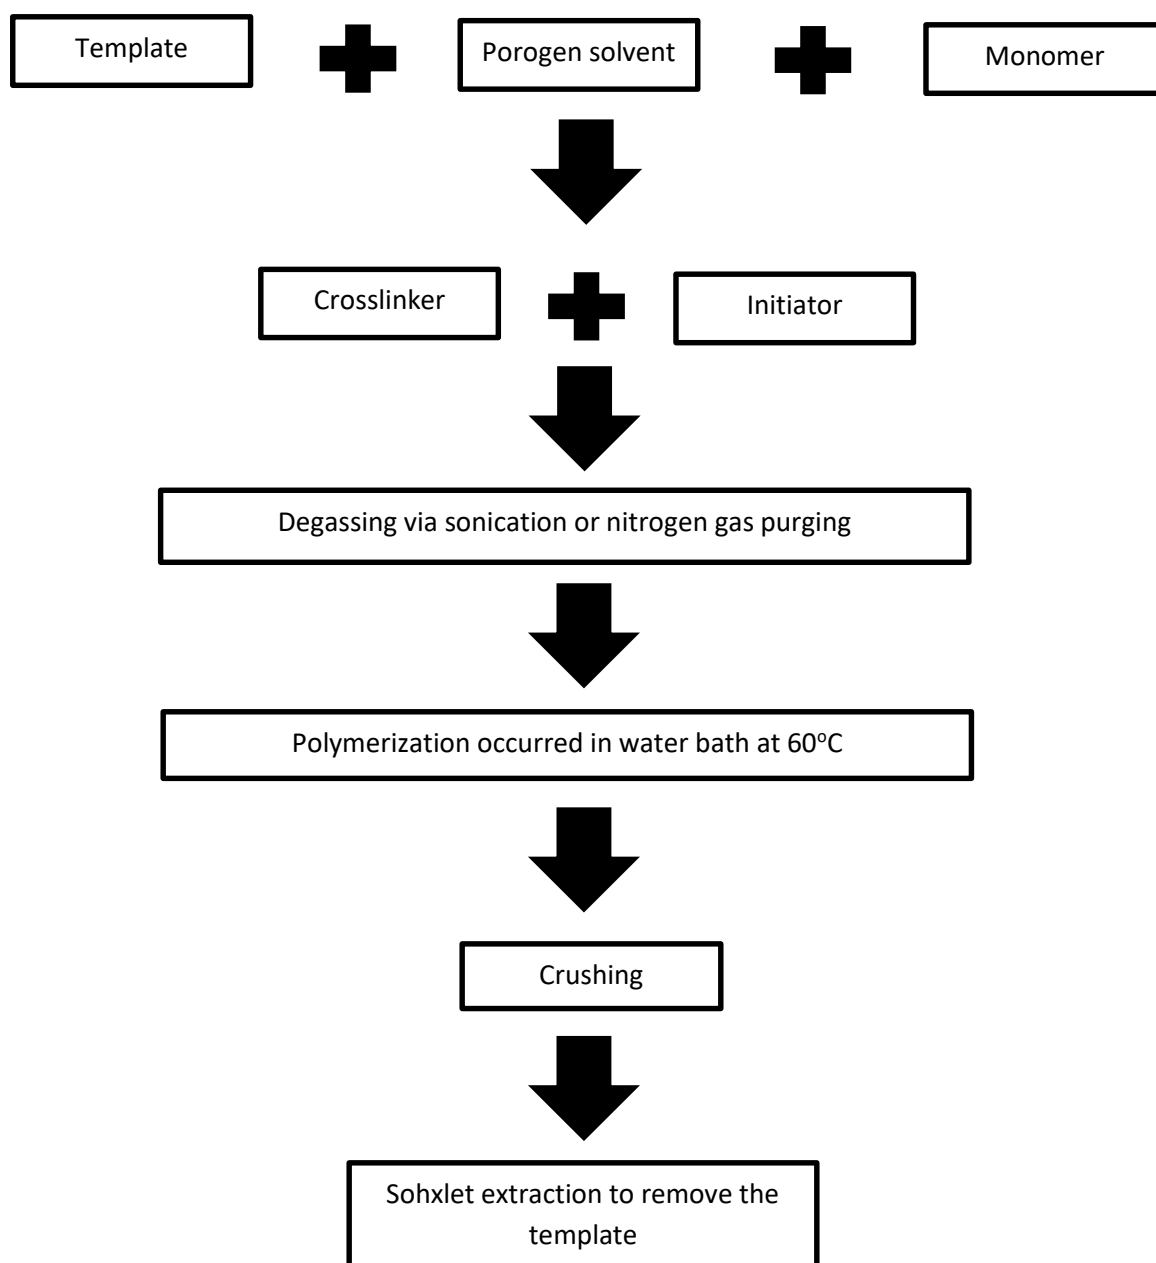 Template
Porogen solvent
Monomer
Crosslinker
Initiator
Degassing via sonication or nitrogen gas purging
Polymerization occurred in water bath at 60°C
Crushing
Sohxlet extraction to remove the
template